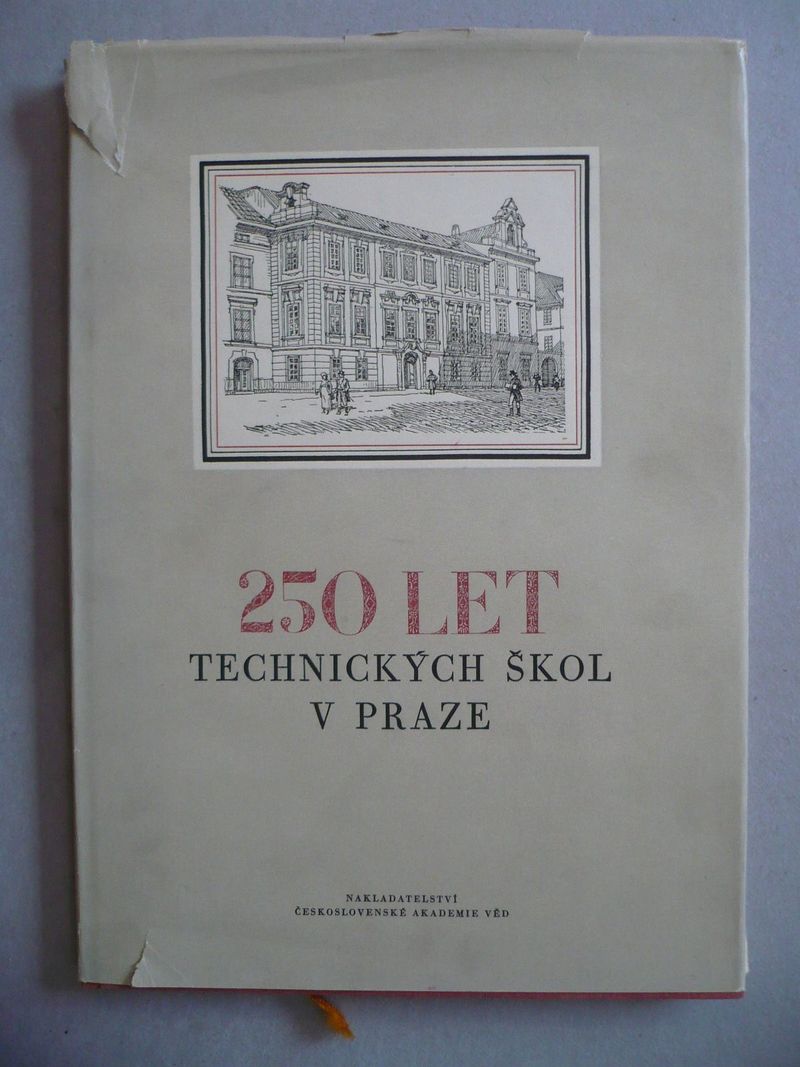 250 LET
TECHNICKÝCH ŠKOL
V PRAZE
NAKLADATELSTVÍ
ČESKOSLOVENSKÉ AKADEMIE VĚD